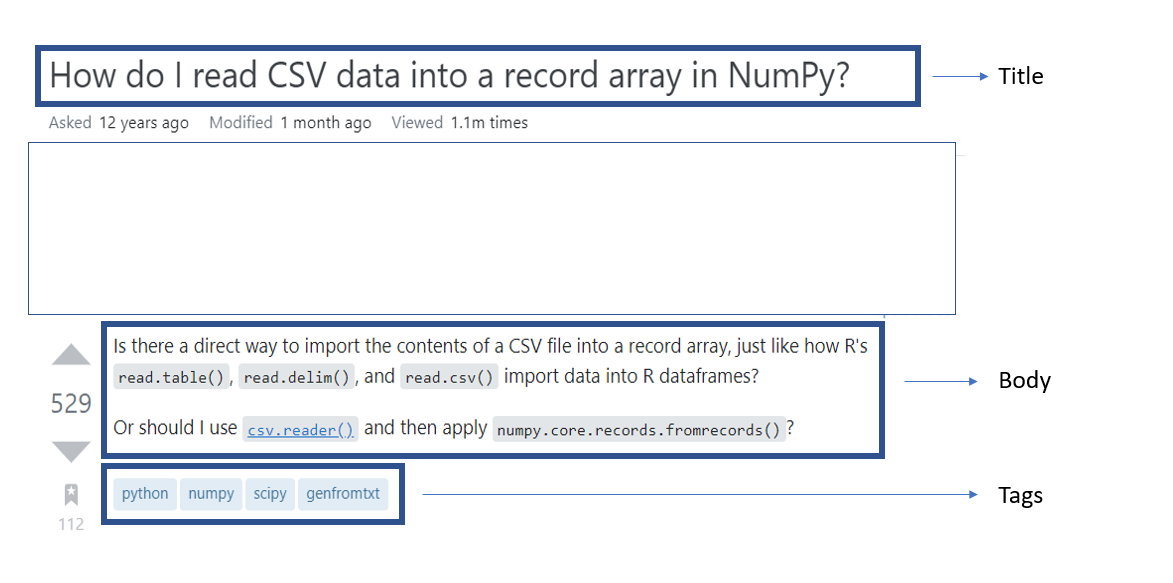 How do I read CSV data into a record array in NumPy?
Title
Asked 12 years ago Modified 1 month ago Viewed 1.1m times
Is there a direct way to import the contents of a CSV file into a record array, just like how R's
read.table(), read.delim(), and read.csv() import data into R dataframes?
Body
529
Or should I use csv.reader() and then apply numpy.core.records.fromrecords()?
python numpy scipy genfromtxt
Tags
112